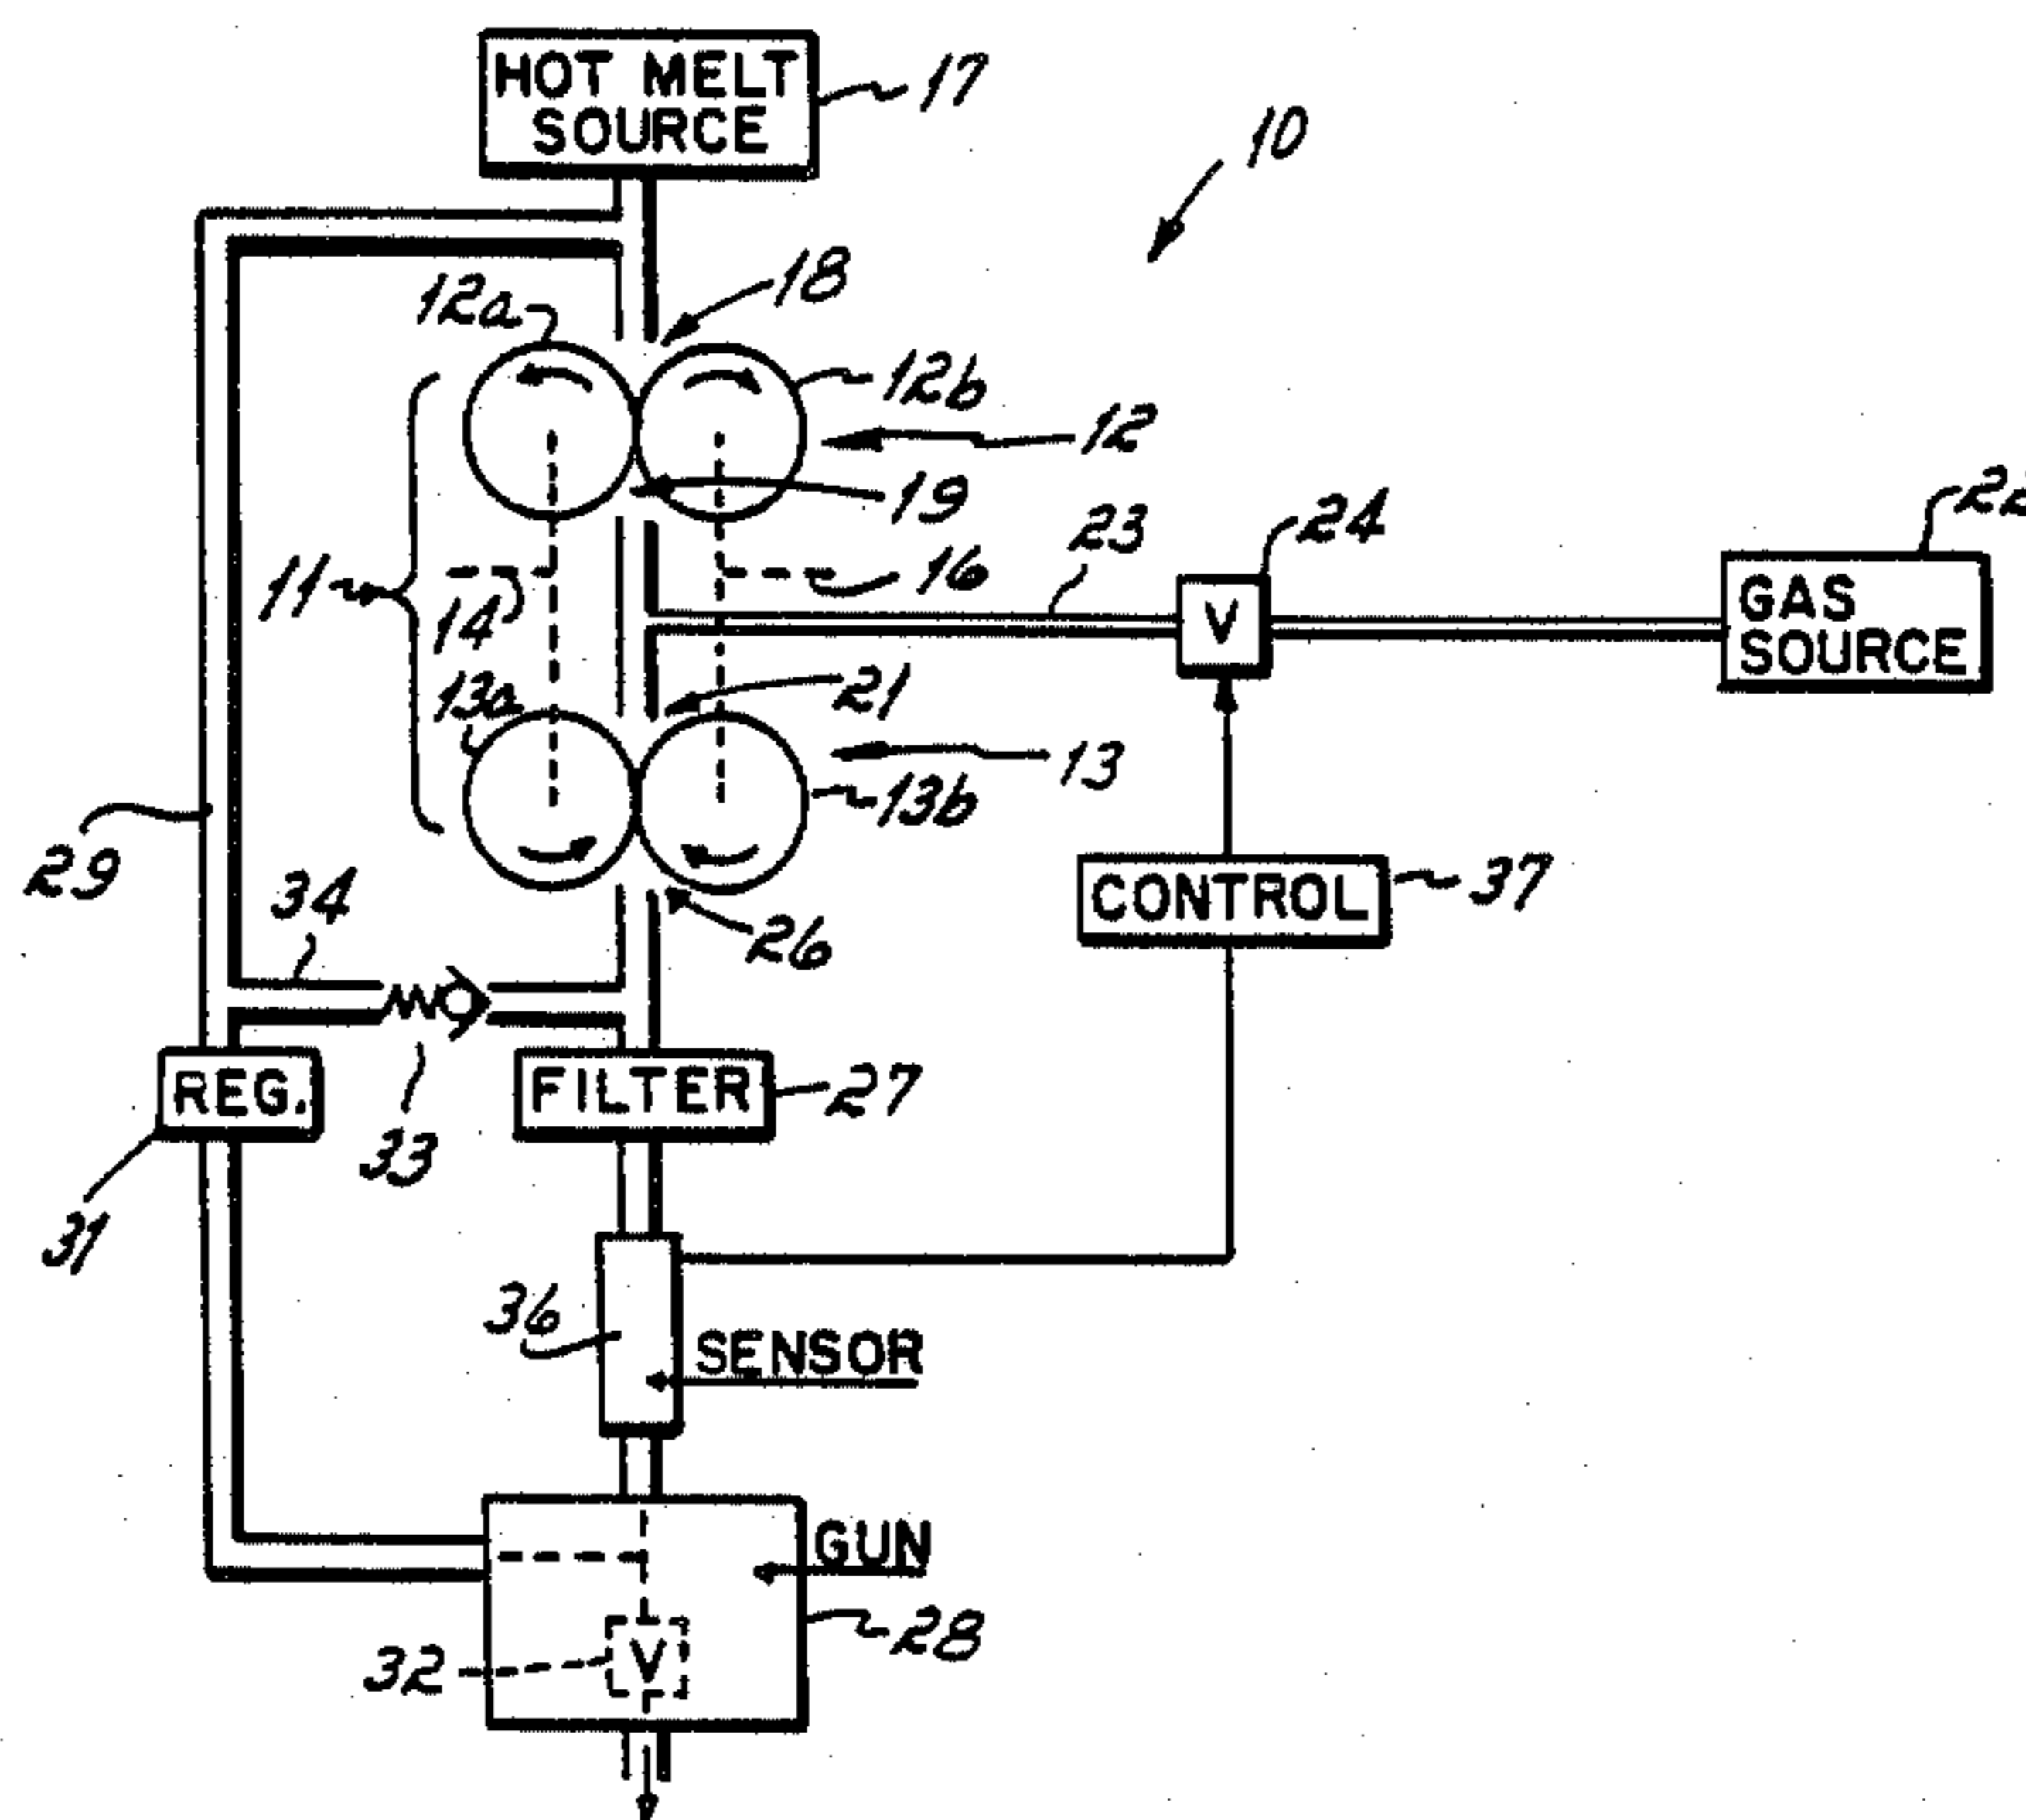 HOT MELT
SOURCE
17
10
18
12a
12b
12
19
23
24
22
11
14
16
V
GAS
SOURCE
13a
21
13
13b
29
34
26
CONTROL
37
REG.
FILTER
27
33
31
36
SENSOR
GUN
28
32
V